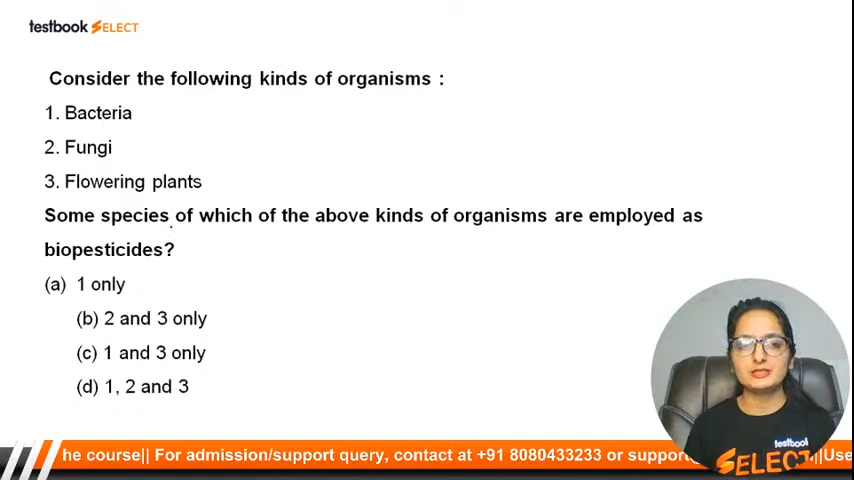 testbook SELECT
Consider the following kinds of organisms :
1. Bacteria
2. Fungi
3. Flowering plants
Some species of which of the above kinds of organisms are employed as
biopesticides?
(a) 1 only
(b) 2 and 3 only
(c) 1 and 3 only
(d) 1, 2 and 3
testbook
SELECT
he course|| For admission/support query, contact at +91 8080433233 or support@
||Use